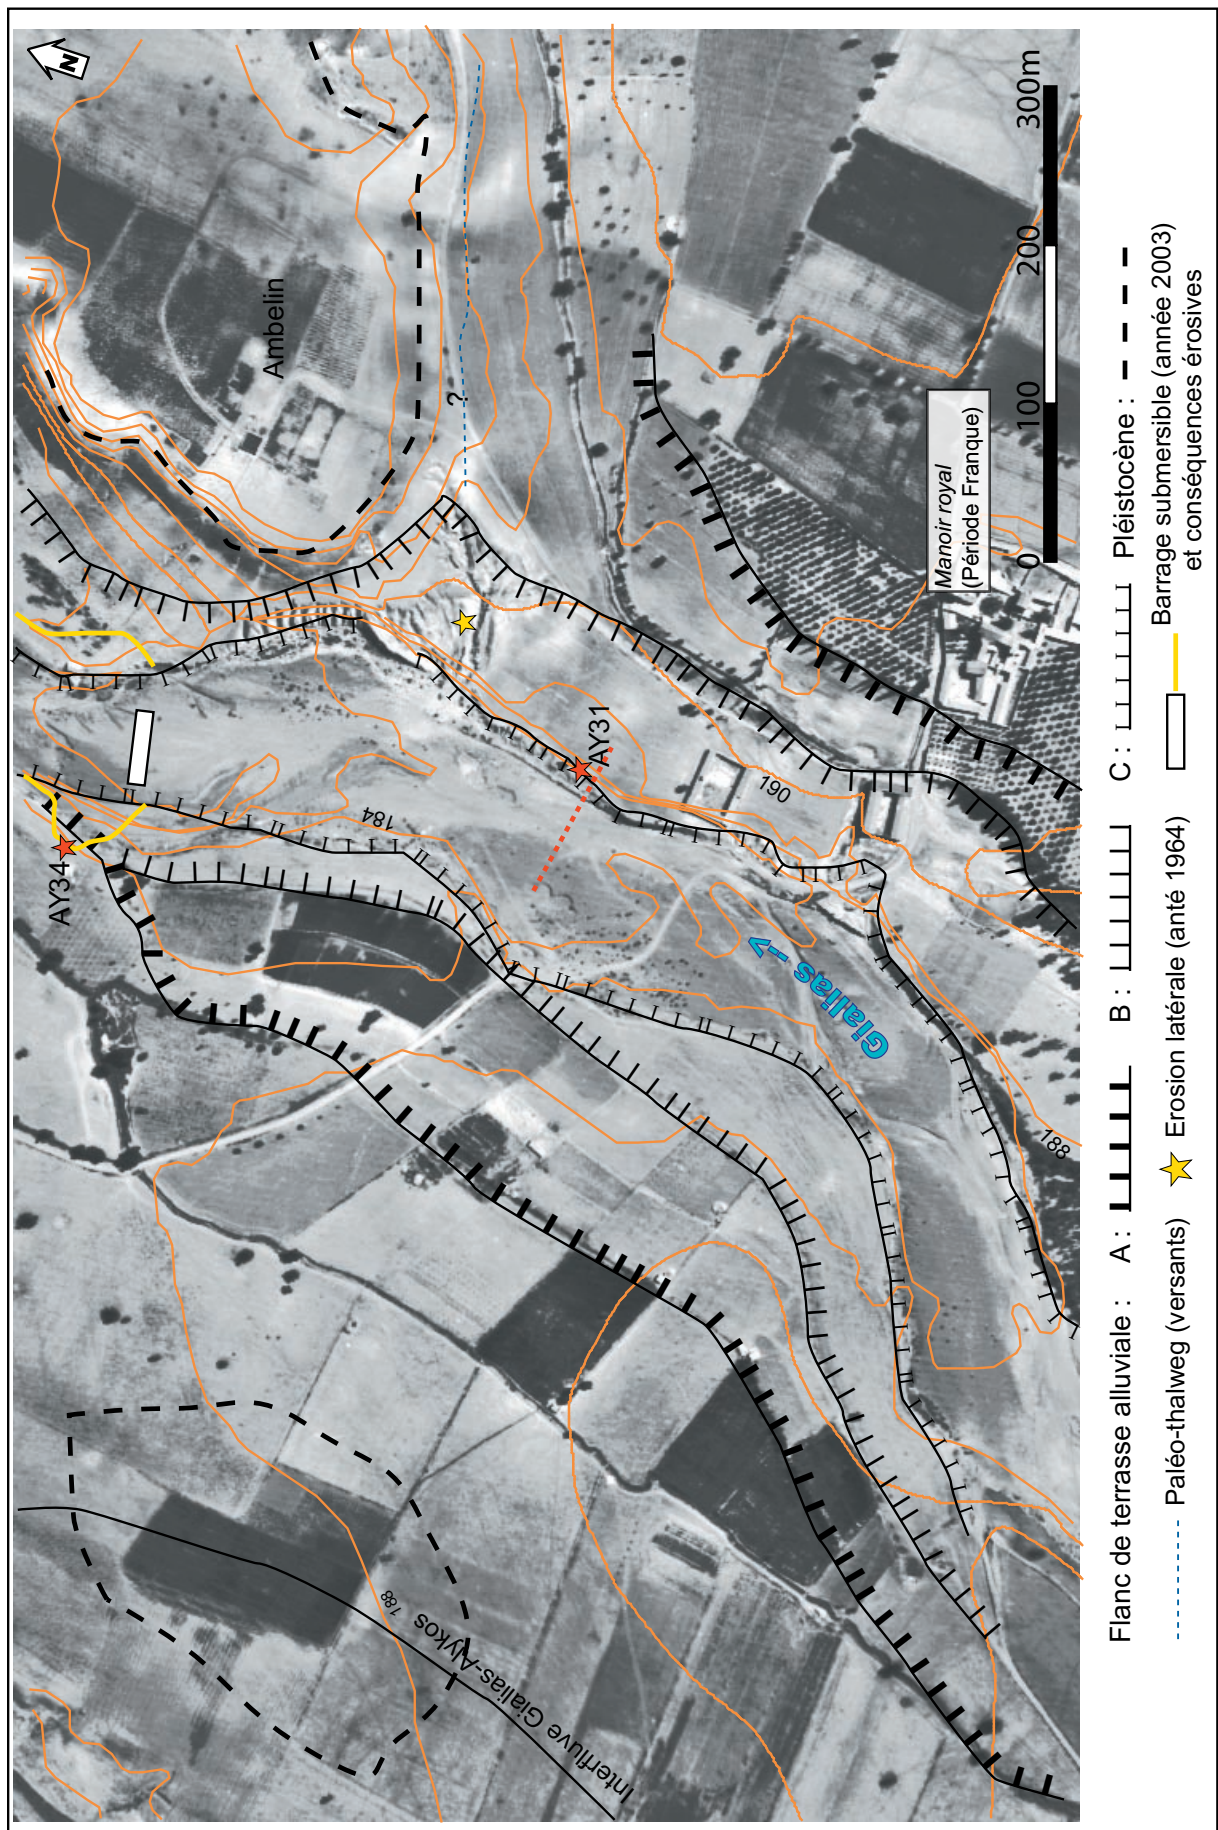 N
AY34
Ambelin
?
184
AY31
190
Gialias
188
188
Interfluve Gialias-Alykos
Manoir royal
(Période Franque)
0 100 200 300m
Flanc de terrasse alluviale : A : B : C : Pléistocène :
Paléo-thalweg (versants) Erosion latérale (anté 1964) Barrage submersible (année 2003)
et conséquences érosives